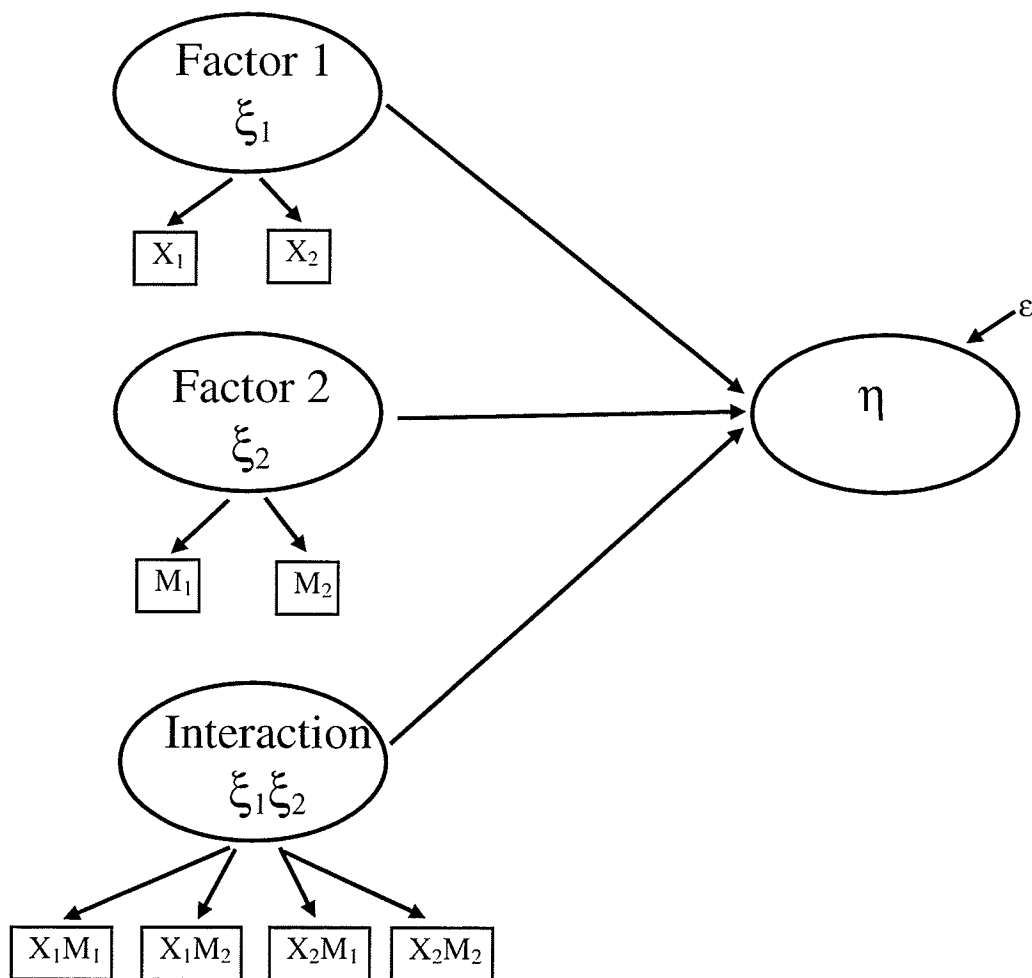 Factor 1
ξ₁
X₁
X₂
Factor 2
ξ₂
M₁
M₂
ε
η
Interaction
ξ₁ξ₂
X₁M₁
X₁M₂
X₂M₁
X₂M₂